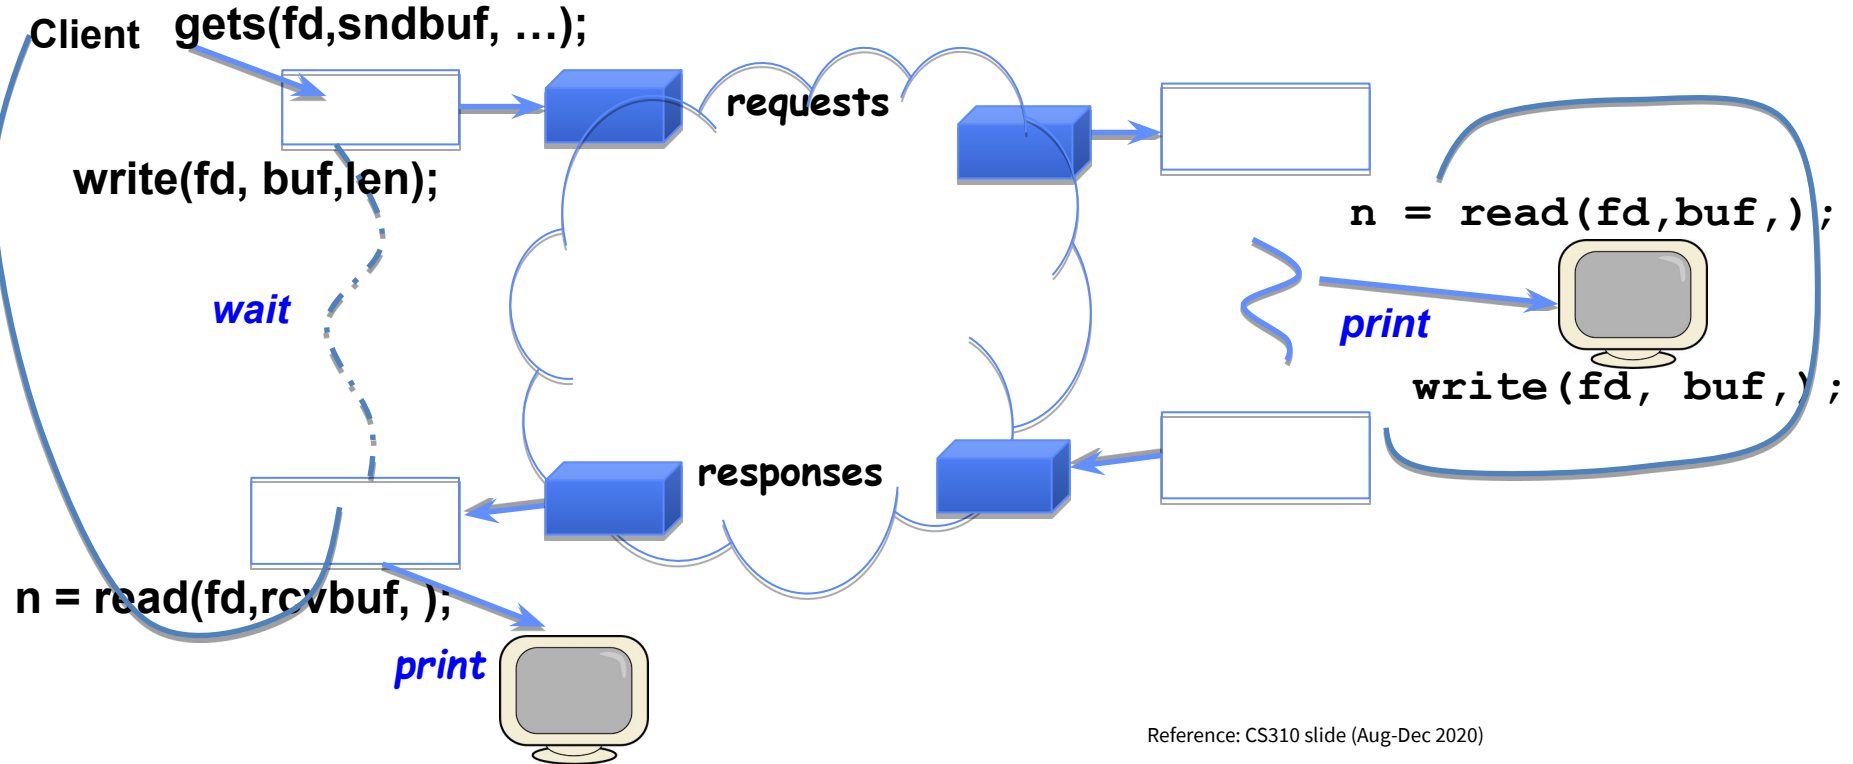 Client
gets(fd,sndbuf, …);
requests
write(fd, buf,len);
n = read(fd,buf,);
wait
print
write(fd, buf,);
responses
n = read(fd,rcvbuf, );
print
Reference: CS310 slide (Aug-Dec 2020)